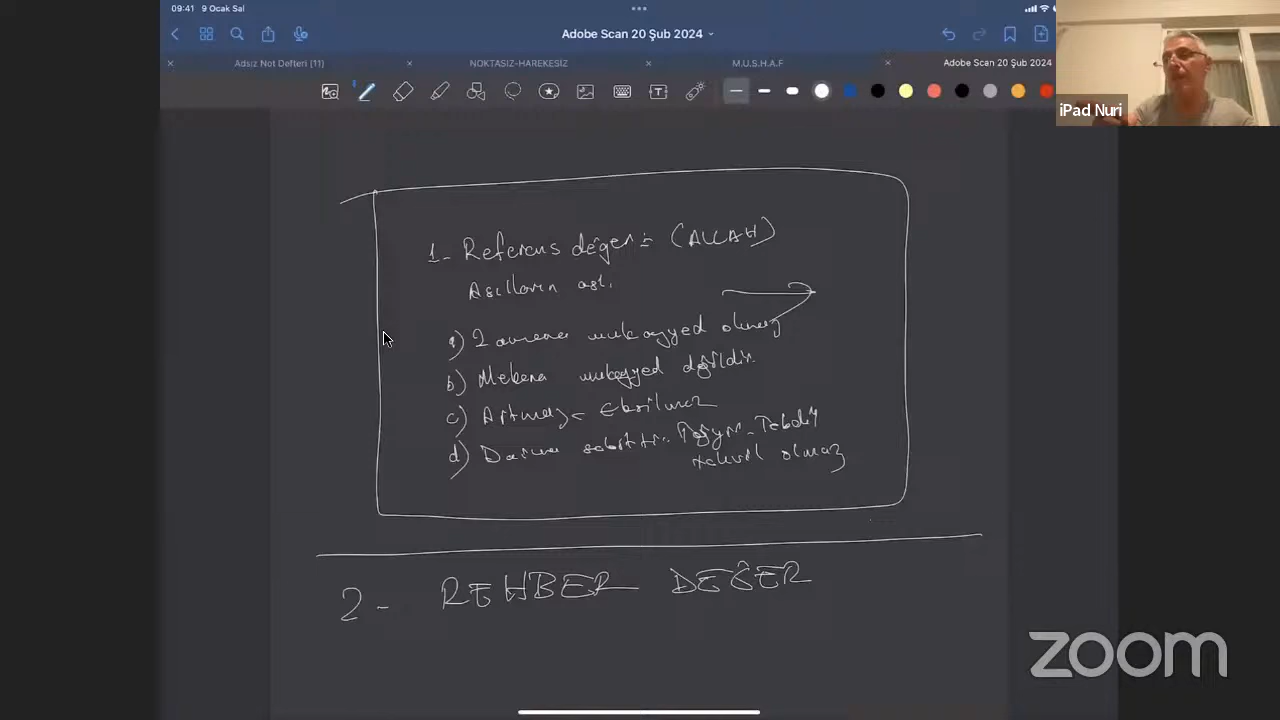 09:41 9 Ocak Sal
Adobe Scan 20 Şub 2024
Adsız Not Defteri (11)
NOKTASIZ-HAREKESİZ
M.U.S.H.A.F
Adobe Scan 20 Şub 2024
iPad Nuri
1- Referans değer: (ALLAH)
Asılların aslı.
a) Zamana mukayyed olmaz
b) Mekana mukayyed değildir.
c) Artmaz - Eksilmez
d) Daima sabittir. Tağyir - Tebdil
tahvil olmaz
2- REHBER DEĞER
zoom